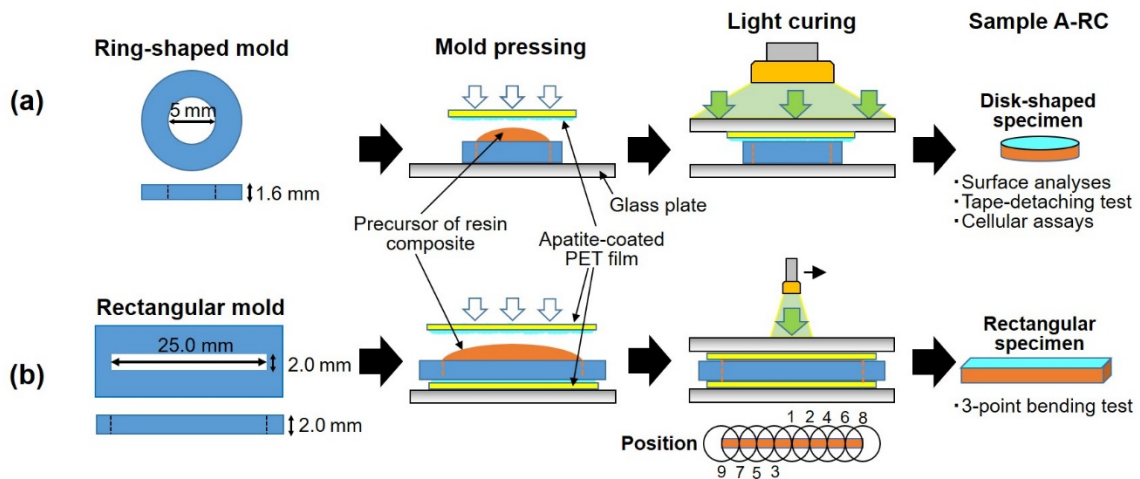 Ring-shaped mold
Mold pressing
Light curing
Sample A-RC
(a)
5 mm
1.6 mm
Disk-shaped
specimen
・Surface analyses
・Tape-detaching test
・Cellular assays
Glass plate
Precursor of resin
composite
Apatite-coated
PET film
(b)
Rectangular mold
25.0 mm
2.0 mm
2.0 mm
Rectangular
specimen
・3-point bending test
Position
1 2 4 6 8
9 7 5 3